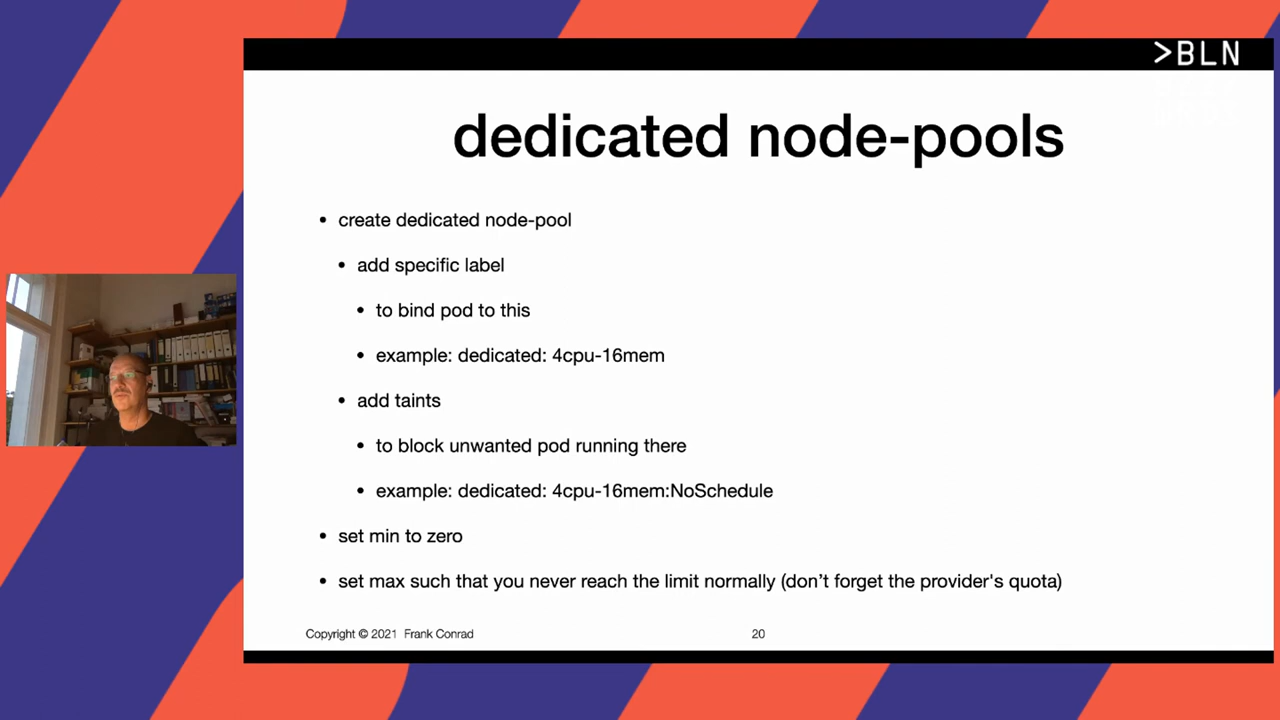 >BLN
dedicated node-pools
• create dedicated node-pool
• add specific label
• to bind pod to this
• example: dedicated: 4cpu-16mem
• add taints
• to block unwanted pod running there
• example: dedicated: 4cpu-16mem:NoSchedule
• set min to zero
• set max such that you never reach the limit normally (don’t forget the provider's quota)
Copyright © 2021 Frank Conrad
20